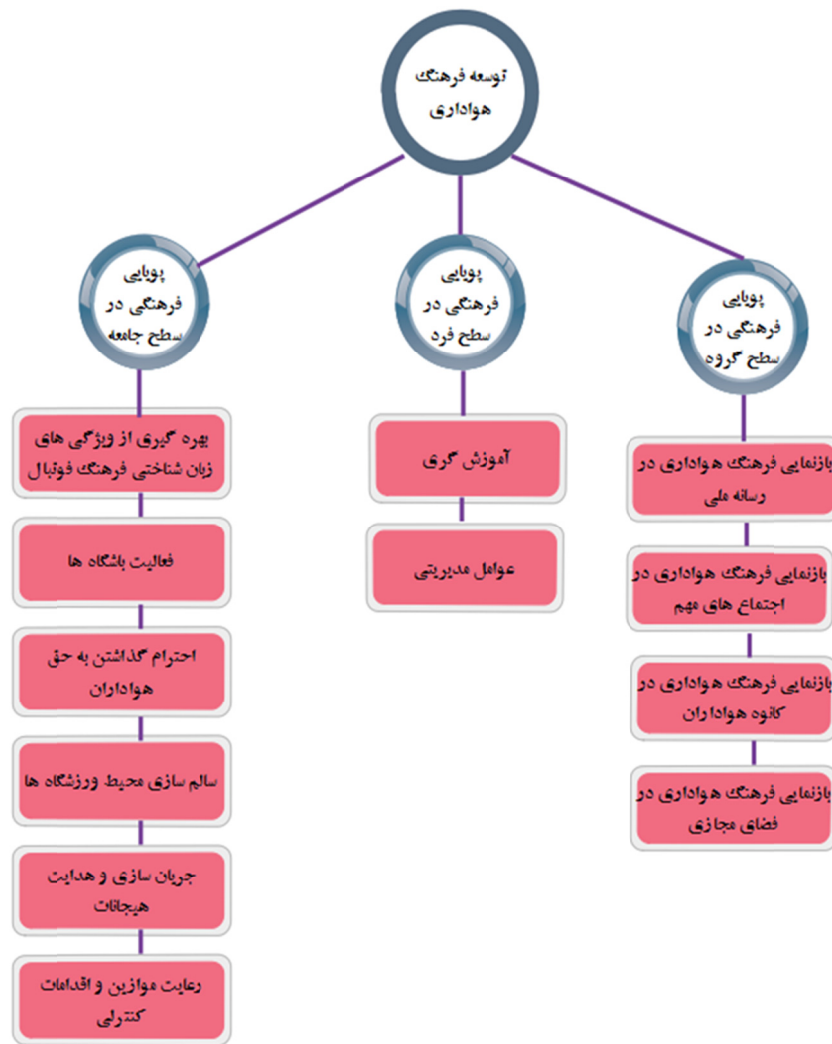 توسعه فرهنگ
هواداری
پویایی
فرهنگی در
سطح گروه
بازنمایی فرهنگ هواداری در
رسانه ملی
بازنمایی فرهنگ هواداری در
اجتماع های مهم
بازنمایی فرهنگ هواداری در
کانوه هواداران
بازنمایی فرهنگ هواداری در
فضای مجازی
پویایی
فرهنگی در
سطح فرد
آموزش گری
عوامل مدیریتی
پویایی
فرهنگی در
سطح جامعه
بهره گیری از ویژگی های
زبان شناختی فرهنگ فوتبال
فعالیت باشگاه ها
احترام گذاشتن به حق
هواداران
سالم سازی محیط ورزشگاه ها
جریان سازی و هدایت
هیجانات
رعایت موازین و اقدامات
کنترلی